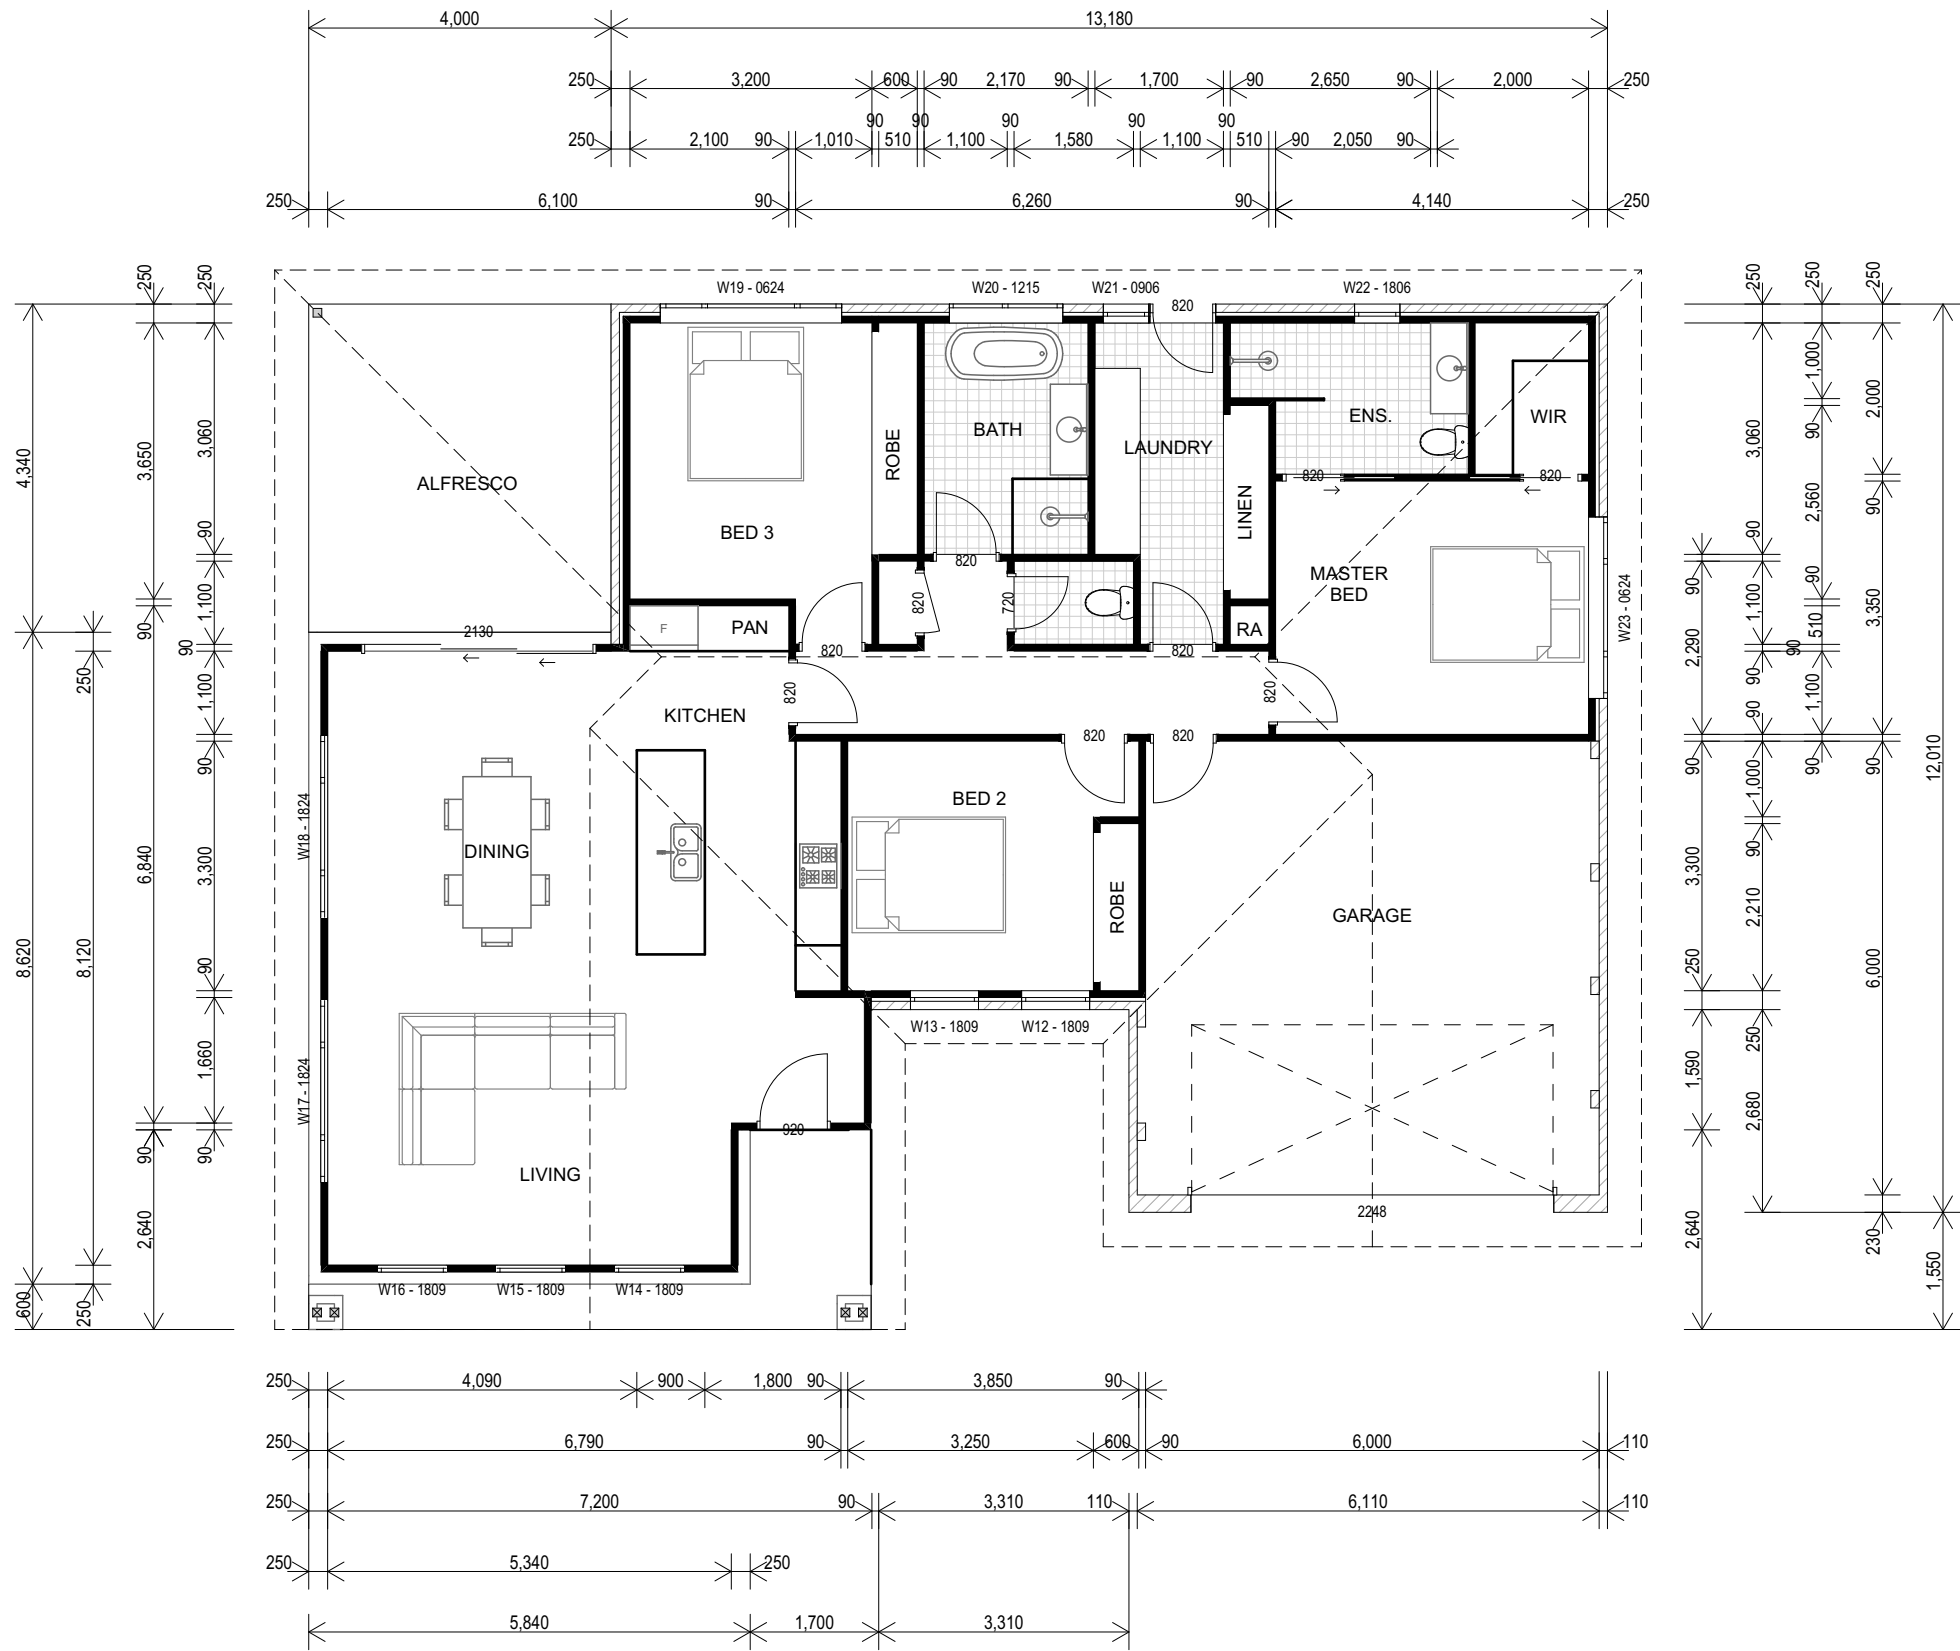 4,000 13,180
250 3,200 600 90 2,170 90 1,700 90 2,650 90 2,000 250
90 90 90 90 90
250 2,100 90 1,010 510 1,100 1,580 1,100 510 90 2,050 90
250 6,100 90 6,260 90 4,140 250
4,340
8,620
600
250
8,120
250
250
3,650
90
6,840
90
2,640
250
3,060
90
1,100
90
1,100
90
3,300
90
1,660
90
W19 - 0624
W20 - 1215
W21 - 0906
820
W22 - 1806
ALFRESCO
BED 3
ROBE
BATH
LAUNDRY
LINEN
ENS.
WIR
820
820
MASTER
BED
W23 - 0624
820
820
720
F
PAN
RA
2130
820
820
820
820
KITCHEN
820
820
W18 - 1824
DINING
BED 2
ROBE
GARAGE
W17 - 1824
W13 - 1809
W12 - 1809
920
LIVING
2248
W16 - 1809
W15 - 1809
W14 - 1809
250
3,060
90
90
1,100
2,290
90
90
90
3,300
1,000
90
2,210
250
250
1,590
2,680
2,640
250
1,000
90
2,560
90
510
90
1,100
90
250
2,000
90
3,350
90
6,000
230
12,010
1,550
250 4,090 900 1,800 90 3,850 90
250 6,790 90 3,250 600 90 6,000 110
250 7,200 90 3,310 110 6,110 110
250 5,340 250
5,840 1,700 3,310